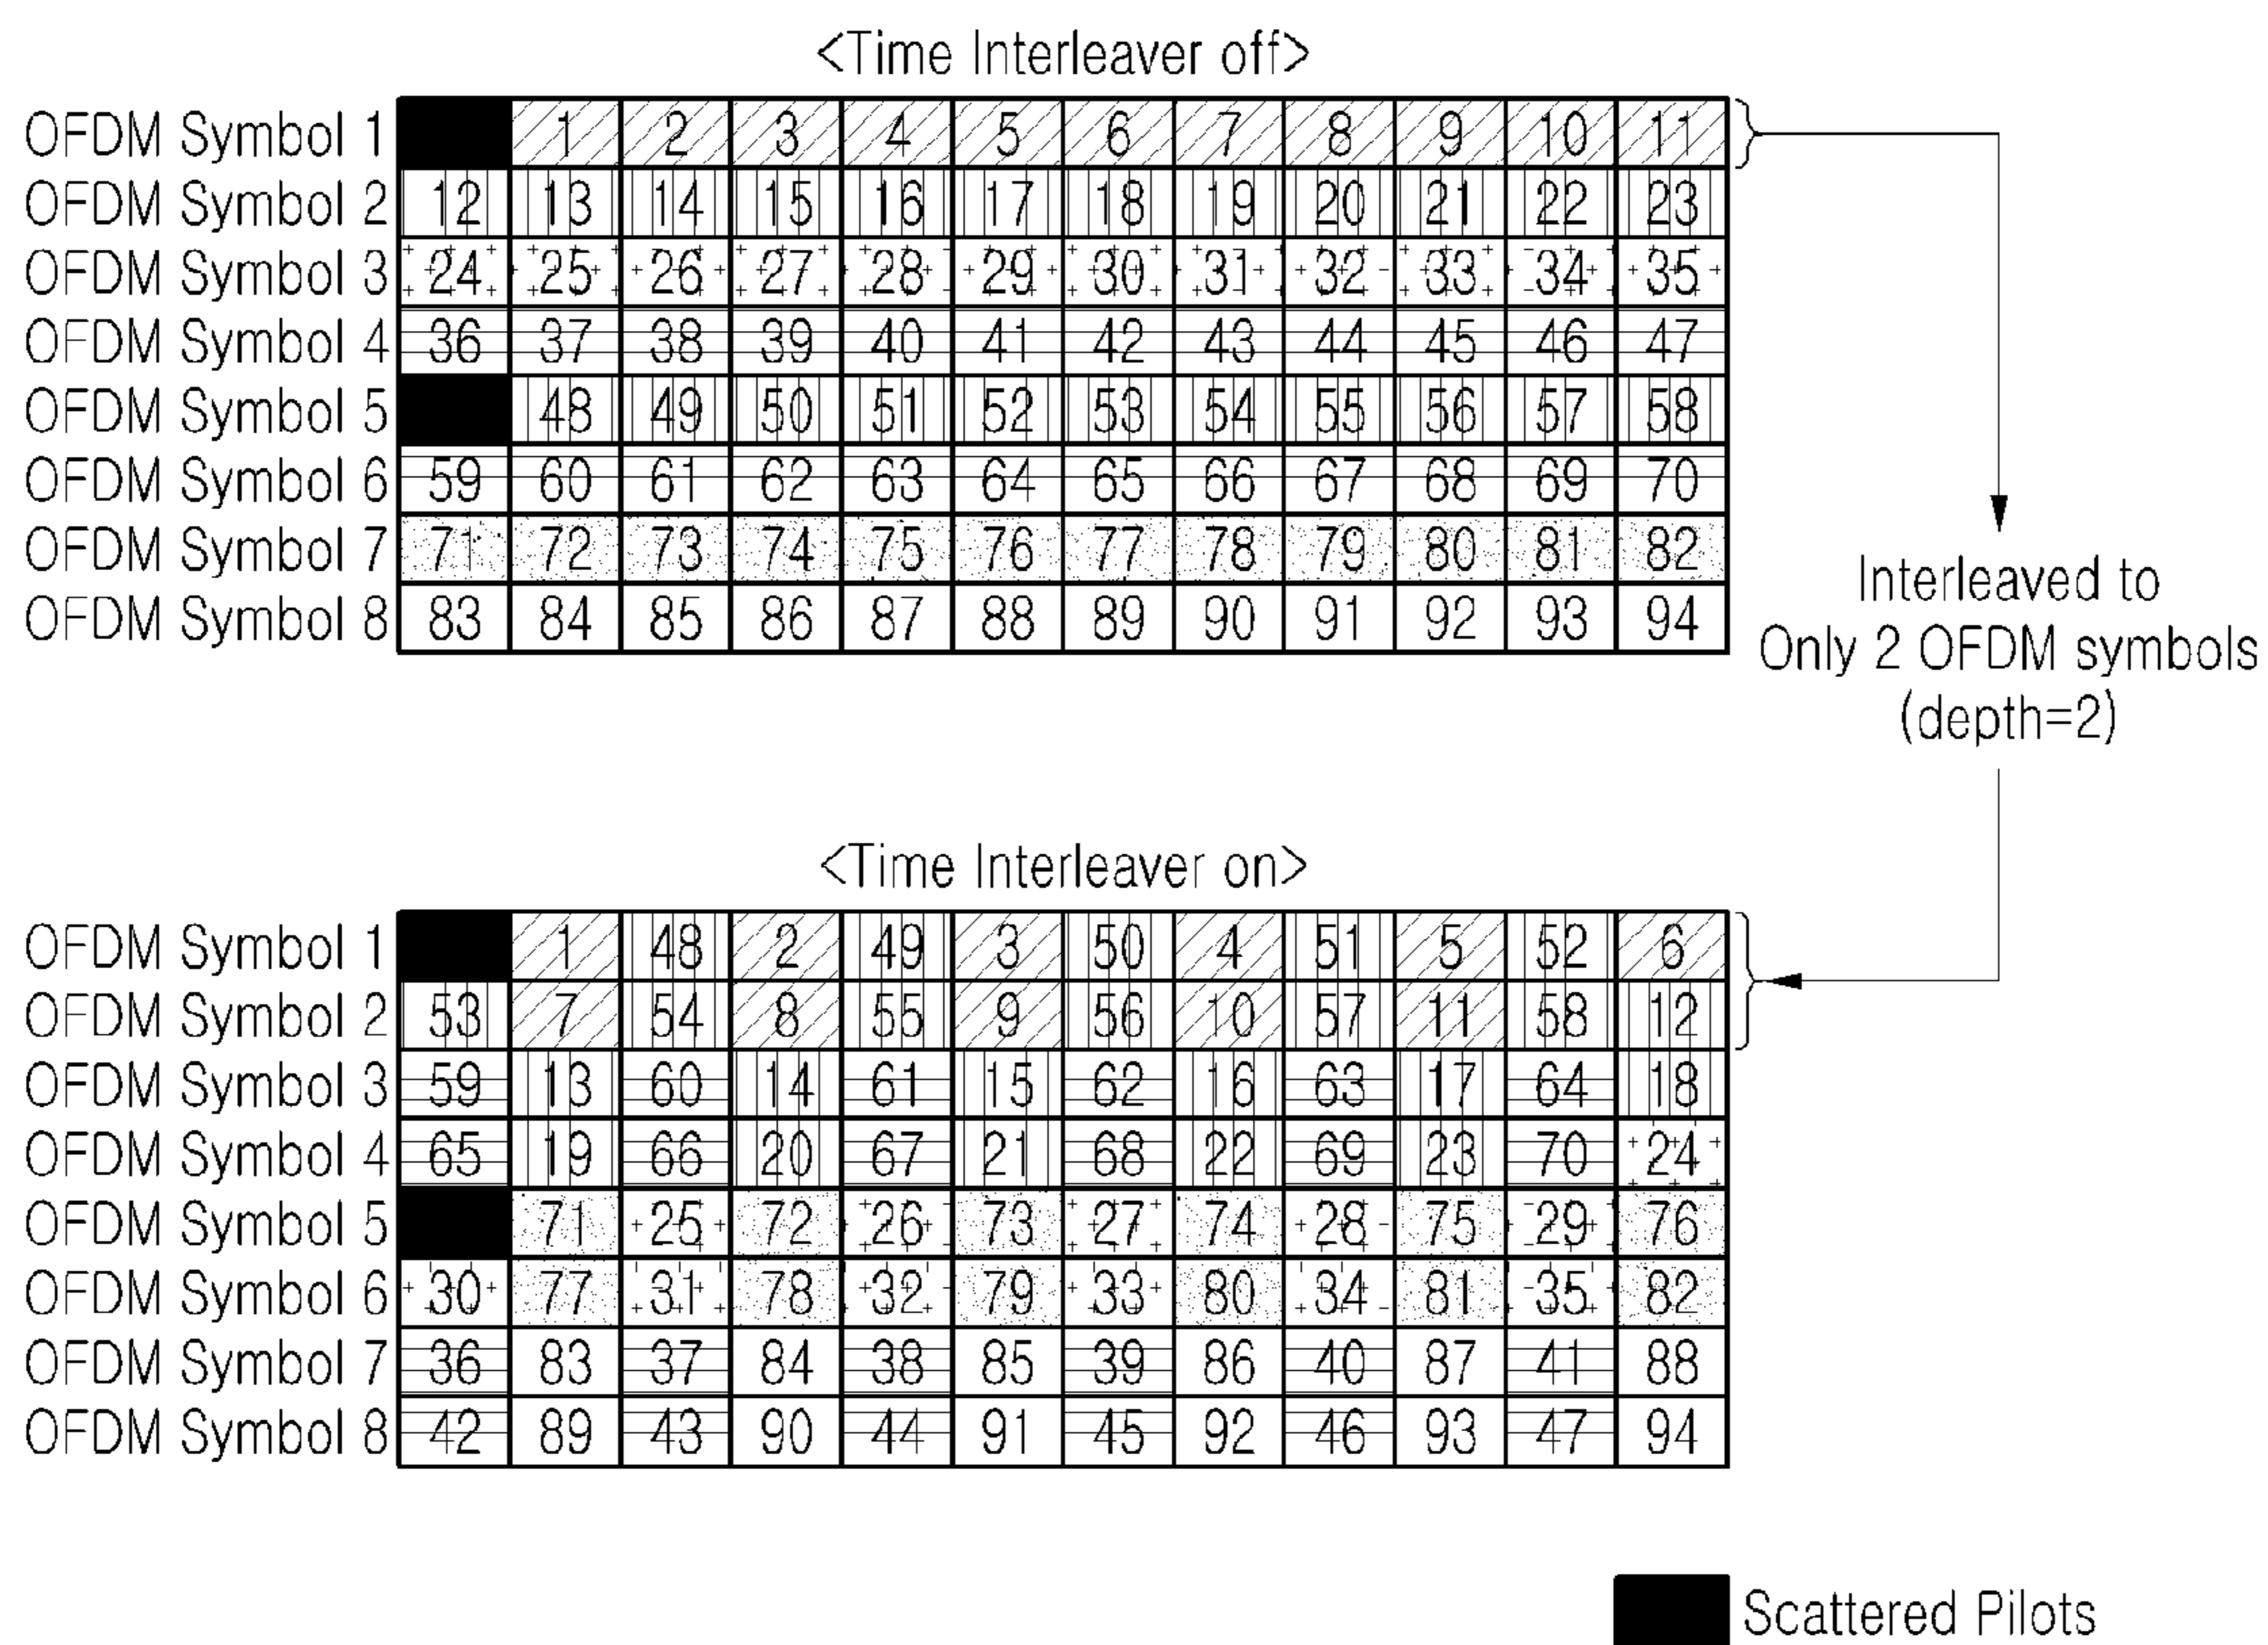 <Time Interleaver off>
OFDM Symbol 1 1 2 3 4 5 6 7 8 9 10 11
OFDM Symbol 2 12 13 14 15 16 17 18 19 20 21 22 23
OFDM Symbol 3 24 25 26 27 28 29 30 31 32 33 34 35
OFDM Symbol 4 36 37 38 39 40 41 42 43 44 45 46 47
OFDM Symbol 5 48 49 50 51 52 53 54 55 56 57 58
OFDM Symbol 6 59 60 61 62 63 64 65 66 67 68 69 70
OFDM Symbol 7 71 72 73 74 75 76 77 78 79 80 81 82
OFDM Symbol 8 83 84 85 86 87 88 89 90 91 92 93 94
Interleaved to
Only 2 OFDM symbols
(depth=2)
<Time Interleaver on>
OFDM Symbol 1 1 48 2 49 3 50 4 51 5 52 6
OFDM Symbol 2 53 7 54 8 55 9 56 10 57 11 58 12
OFDM Symbol 3 59 13 60 14 61 15 62 16 63 17 64 18
OFDM Symbol 4 65 19 66 20 67 21 68 22 69 23 70 24
OFDM Symbol 5 71 25 72 26 73 27 74 28 75 29 76
OFDM Symbol 6 30 77 31 78 32 79 33 80 34 81 35 82
OFDM Symbol 7 36 83 37 84 38 85 39 86 40 87 41 88
OFDM Symbol 8 42 89 43 90 44 91 45 92 46 93 47 94
Scattered Pilots